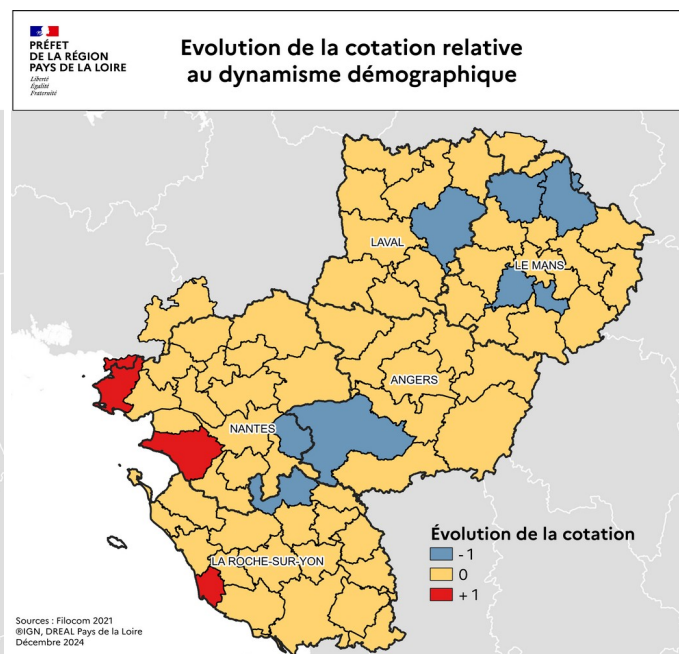 PRÉFET
DE LA RÉGION
PAYS DE LA LOIRE
Liberté
Égalité
Fraternité
Evolution de la cotation relative
au dynamisme démographique
LAVAL
LE MANS
ANGERS
NANTES
LA ROCHE-SUR-YON
Évolution de la cotation
- 1
0
+ 1
Sources : Filocom 2021
®IGN, DREAL Pays de la Loire
Décembre 2024